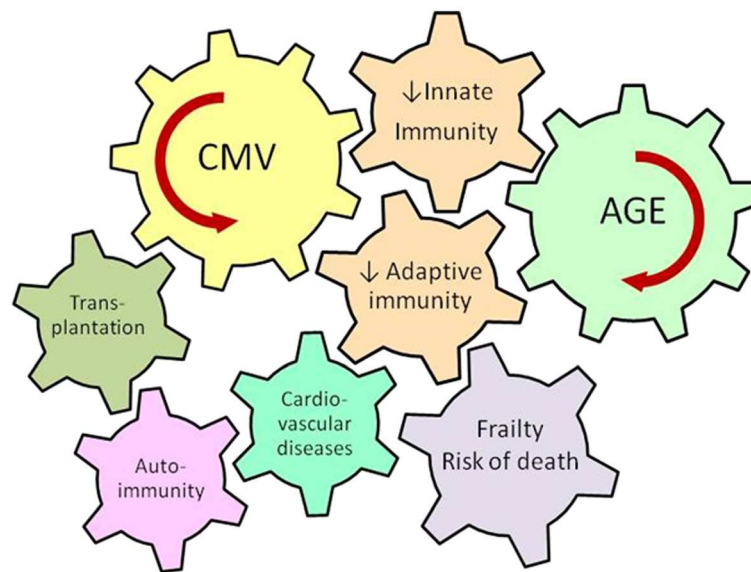 CMV
↓Innate
Immunity
AGE
↓ Adaptive
immunity
Trans-
plantation
Cardio-
vascular
diseases
Frailty
Risk of death
Auto-
immunity